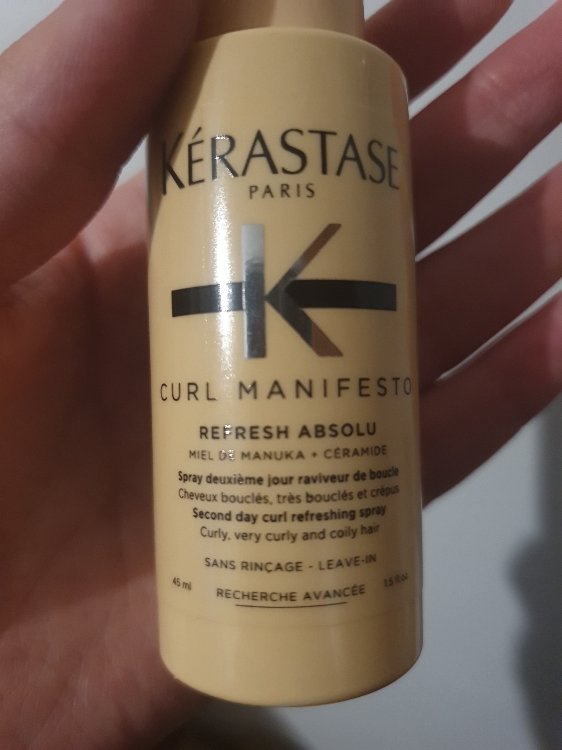 KÉRASTASE
PARIS
K
CURL MANIFESTO
REFRESH ABSOLU
MIEL DE MANUKA + CÉRAMIDE
Spray deuxième jour raviveur de boucle
Cheveux bouclés, très bouclés et crépus
Second day curl refreshing spray
Curly, very curly and coily hair
SANS RINÇAGE - LEAVE-IN
45 ml
1.5 fl.oz
RECHERCHE AVANCÉE